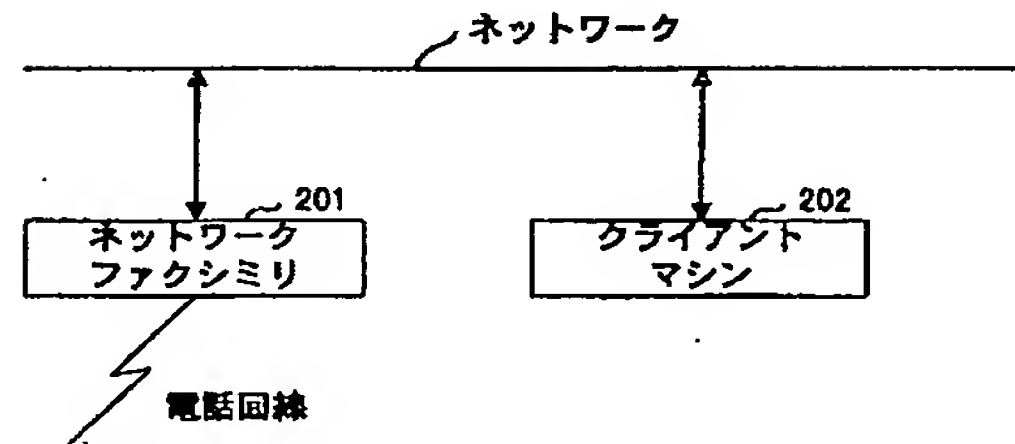 ネットワーク
201
ネットワーク
ファクシミリ
202
クライアント
マシン
電話回線